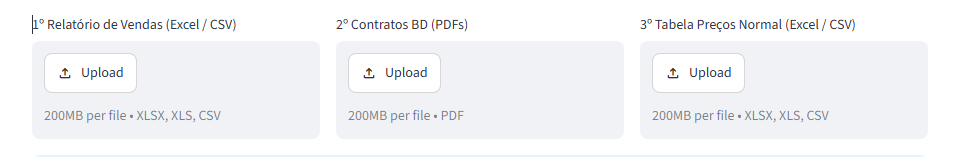 1º Relatório de Vendas (Excel / CSV)
Upload
200MB per file • XLSX, XLS, CSV
2º Contratos BD (PDFs)
Upload
200MB per file • PDF
3º Tabela Preços Normal (Excel / CSV)
Upload
200MB per file • XLSX, XLS, CSV